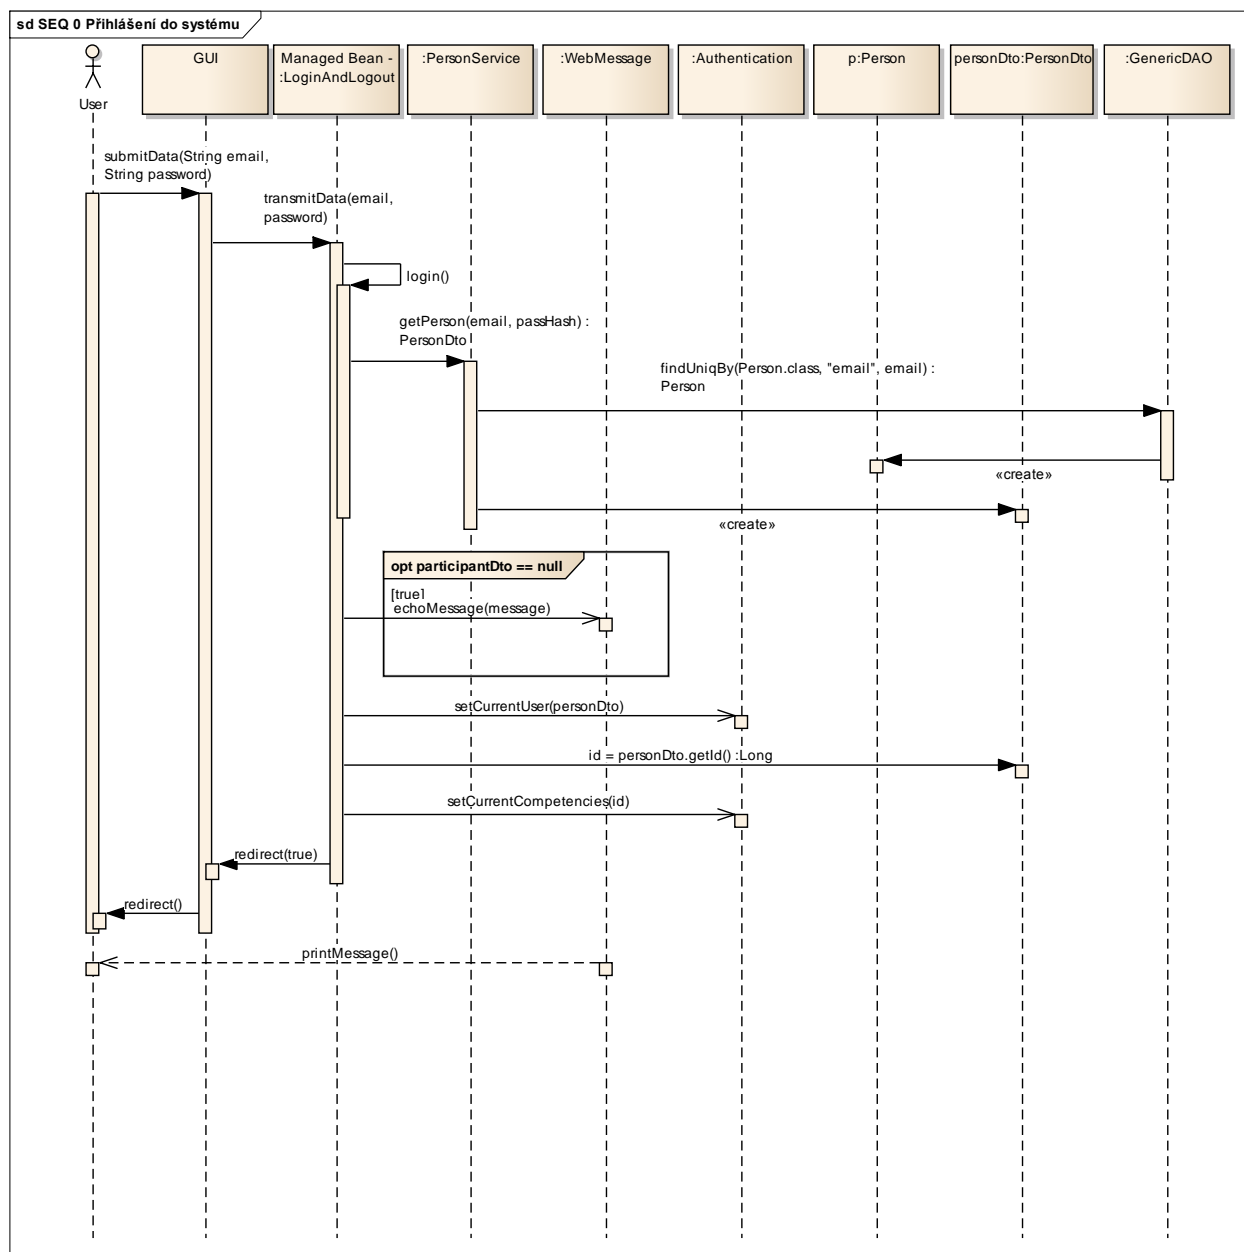 sd SEQ 0 Přihlášení do systému
User
GUI
Managed Bean -
:LoginAndLogout
:PersonService
:WebMessage
:Authentication
p:Person
personDto:PersonDto
:GenericDAO
submitData(String email,
String password)
transmitData(email,
password)
login()
getPerson(email, passHash) :
PersonDto
findUniqBy(Person.class, "email", email) :
Person
«create»
«create»
opt participantDto == null
[true]
echoMessage(message)
setCurrentUser(personDto)
id = personDto.getId() :Long
setCurrentCompetencies(id)
redirect(true)
redirect()
printMessage()